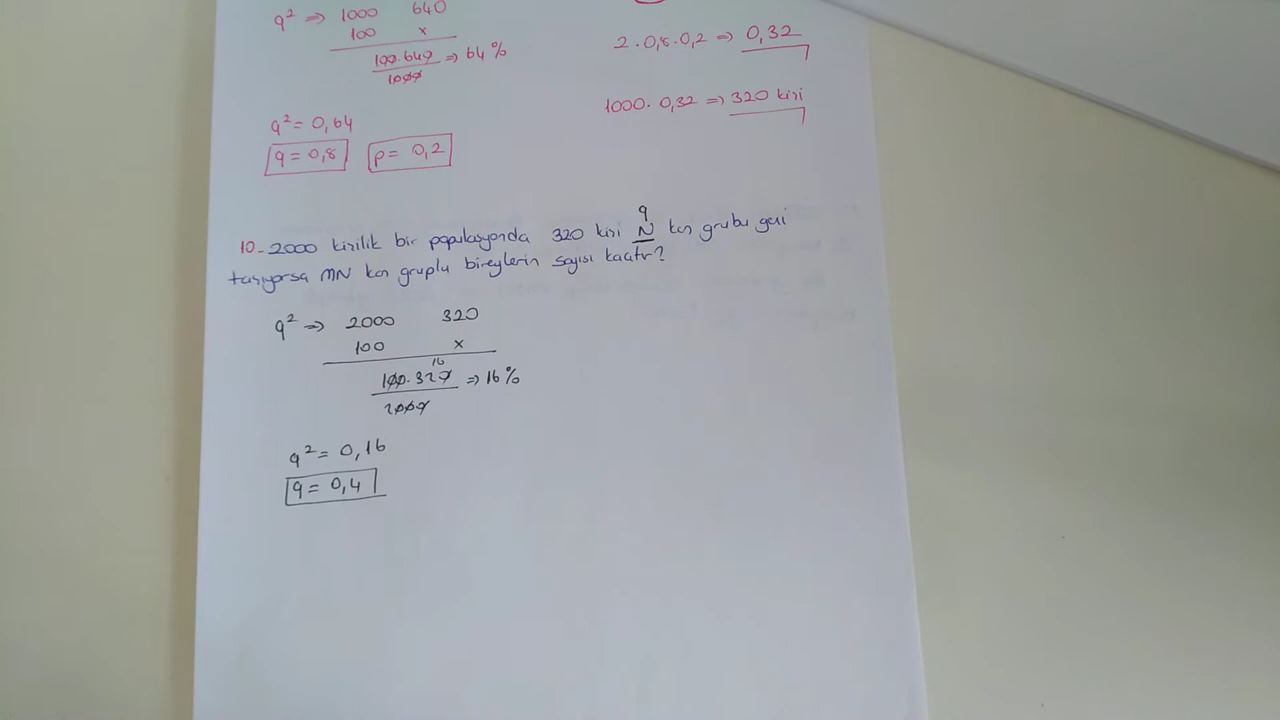 q² ⇒ 1000 640
100 x
100.640 ⇒ 64 %
1000
q² = 0,64
q = 0,8 p = 0,2
2.0,8.0,2 ⇒ 0,32
1000. 0,32 ⇒ 320 kişi
q
10_ 2000 kişilik bir populasyonda 320 kişi N kan grubu geni
taşıyorsa MN kan gruplu bireylerin sayısı kaçtır?
q² ⇒ 2000 320
100 x
16
100.320 ⇒ 16 %
2000
q² = 0,16
q = 0,4